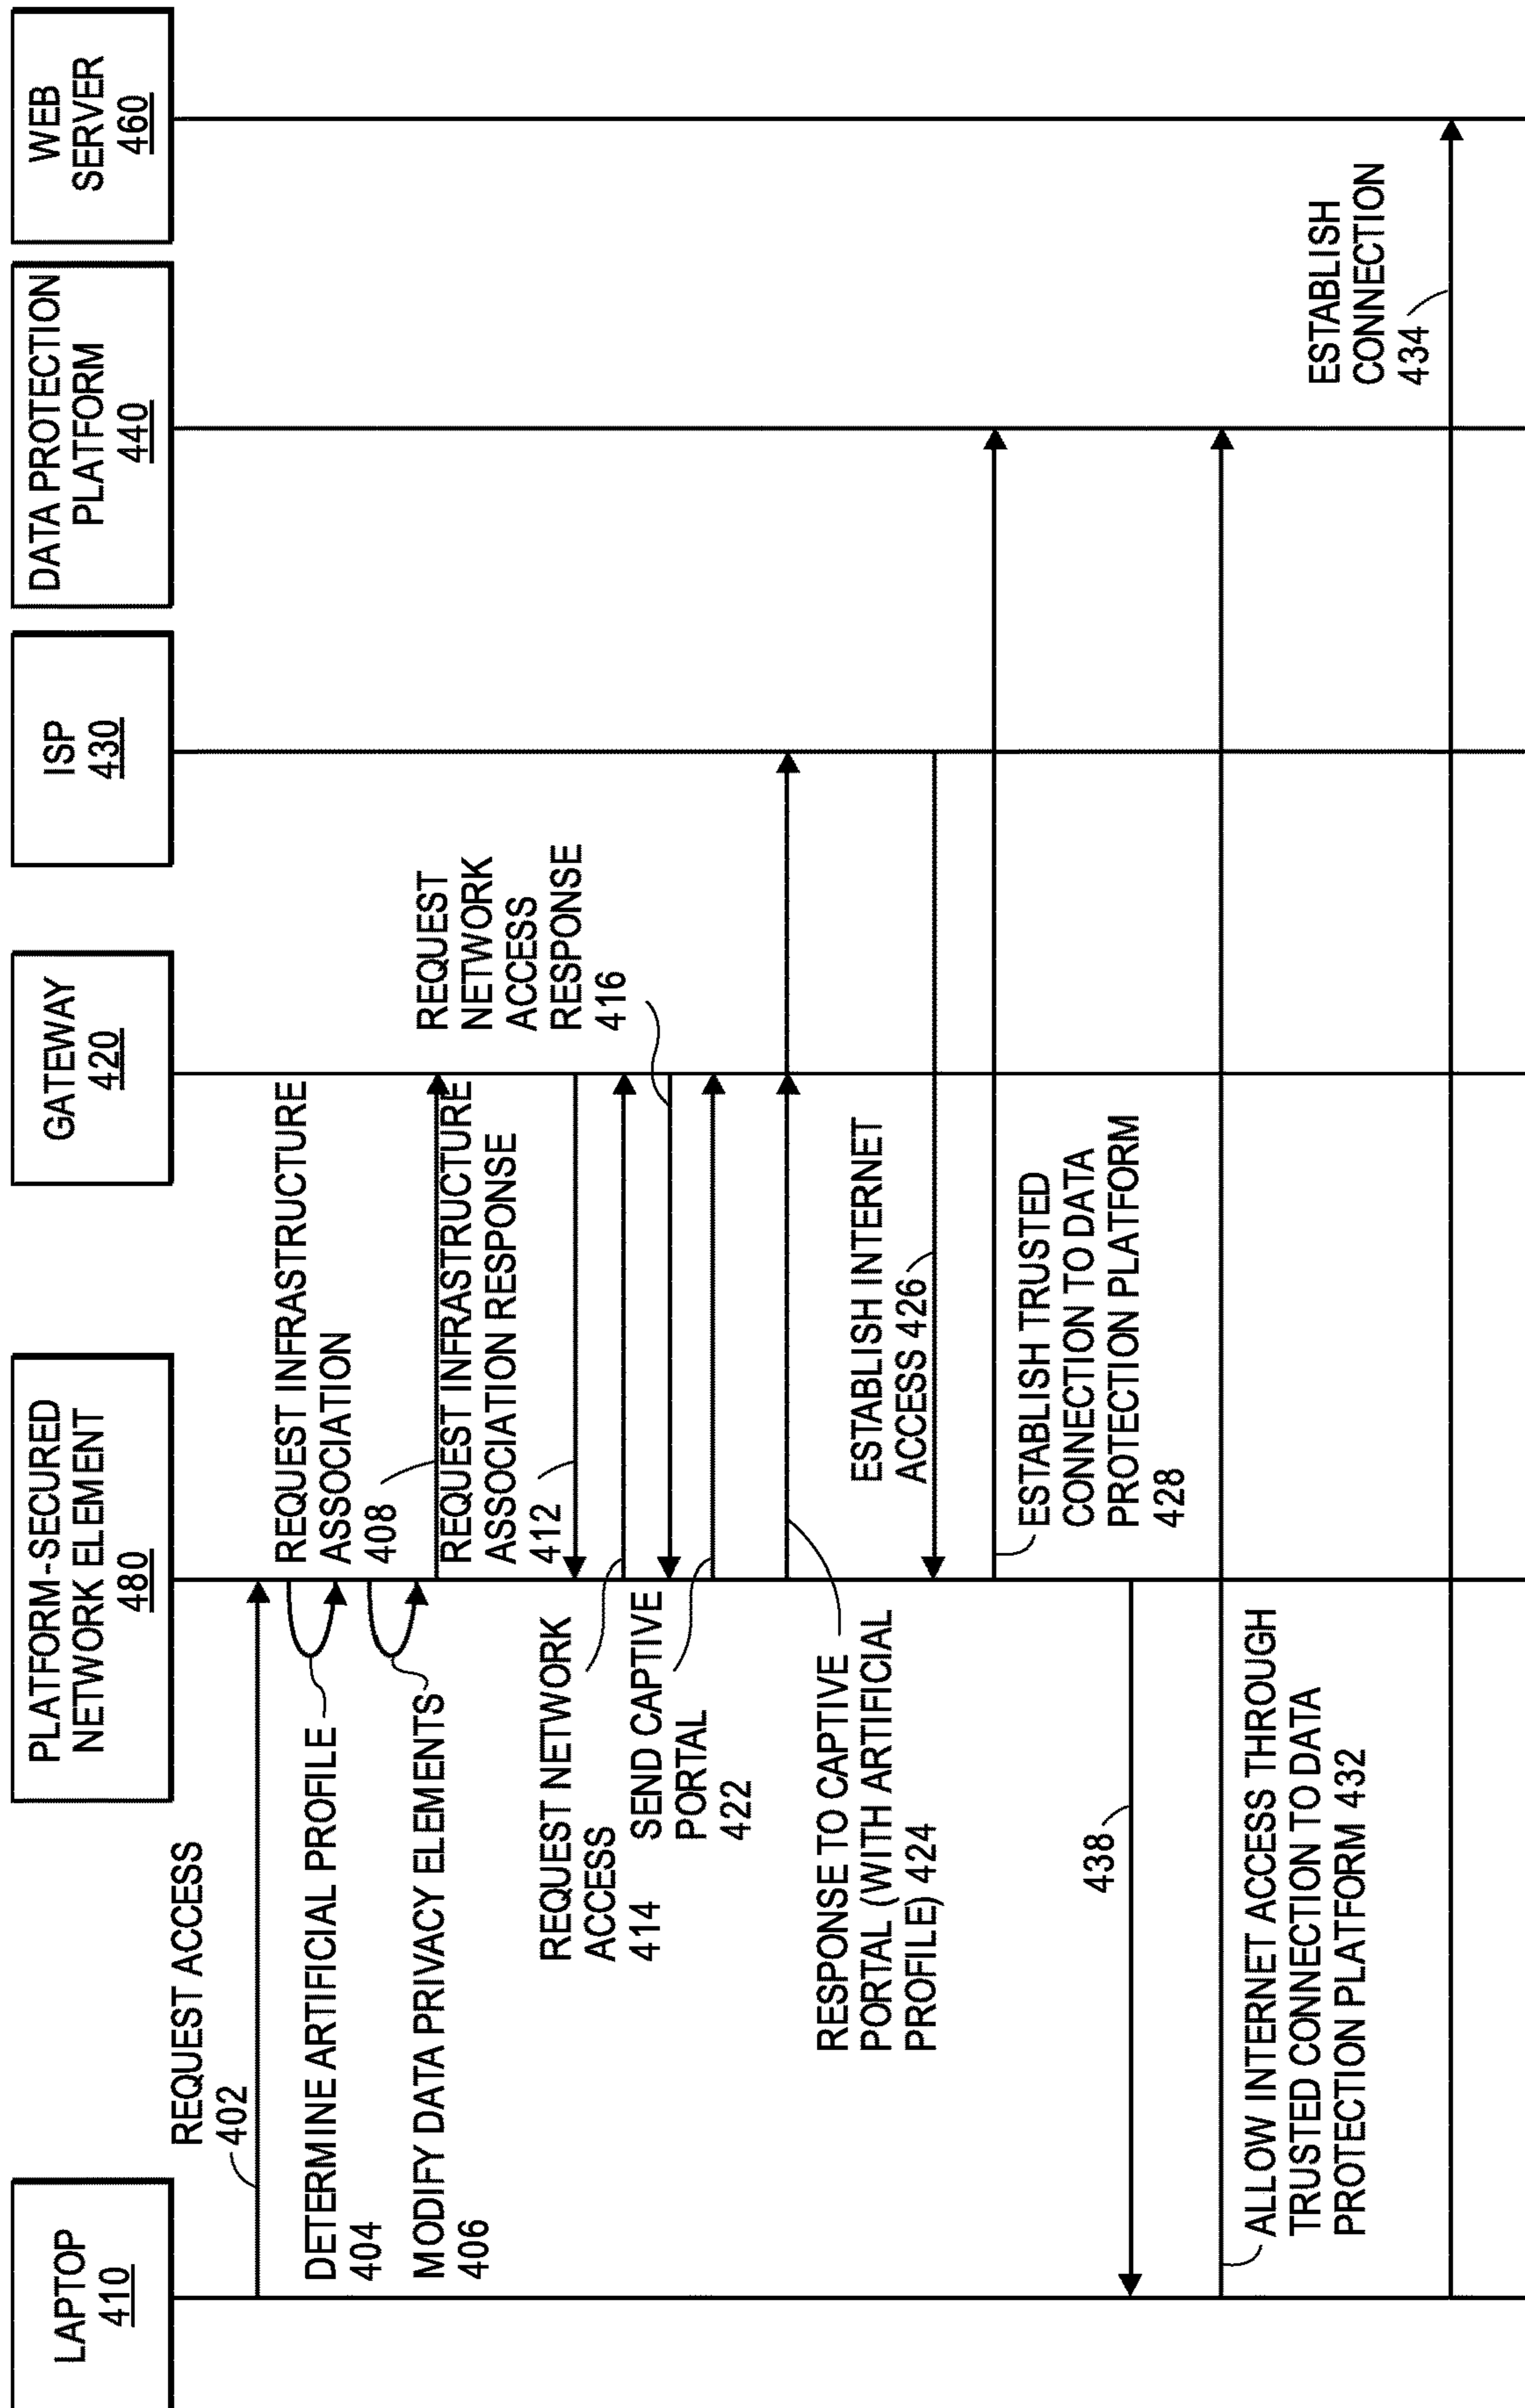 LAPTOP
410
PLATFORM-SECURED
NETWORK ELEMENT
480
GATEWAY
420
ISP
430
DATA PROTECTION
PLATFORM
440
WEB
SERVER
460
REQUEST ACCESS
402
DETERMINE ARTIFICIAL PROFILE
404
MODIFY DATA PRIVACY ELEMENTS
406
REQUEST INFRASTRUCTURE
ASSOCIATION
408
REQUEST INFRASTRUCTURE
ASSOCIATION RESPONSE
412
REQUEST NETWORK
ACCESS
414
REQUEST
NETWORK
ACCESS
RESPONSE
416
SEND CAPTIVE
PORTAL
422
RESPONSE TO CAPTIVE
PORTAL (WITH ARTIFICIAL
PROFILE) 424
ESTABLISH INTERNET
ACCESS 426
ESTABLISH TRUSTED
CONNECTION TO DATA
PROTECTION PLATFORM
428
438
ALLOW INTERNET ACCESS THROUGH
TRUSTED CONNECTION TO DATA
PROTECTION PLATFORM 432
ESTABLISH
CONNECTION
434